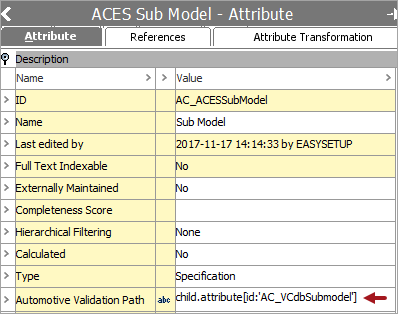 ACES Sub Model - Attribute
Attribute References Attribute Transformation
Description
Name > > Value >
> ID AC_ACESSubModel
> Name Sub Model
> Last edited by 2017-11-17 14:14:33 by EASYSETUP
> Full Text Indexable No
> Externally Maintained No
> Completeness Score
> Hierarchical Filtering None
> Calculated No
> Type Specification
> Automotive Validation Path abc child.attribute[id:'AC_VCdbSubmodel']